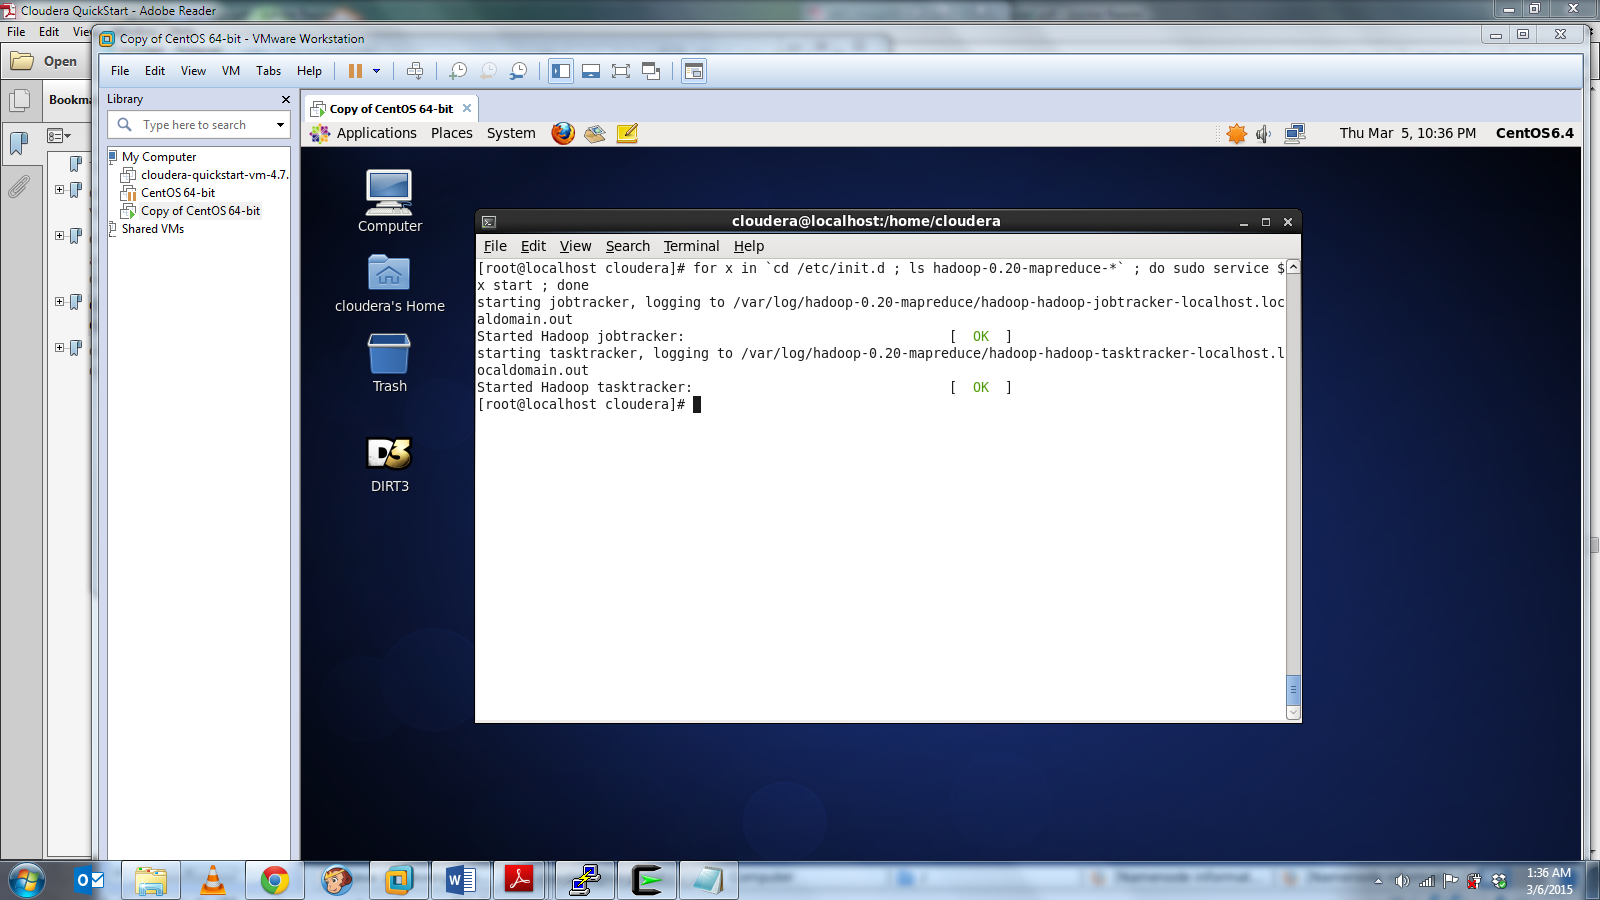 Cloudera QuickStart - Adobe Reader
File Edit
Copy of CentOS 64-bit - VMware Workstation
Open
File Edit View VM Tabs Help
Library
Type here to search
Copy of CentOS 64-bit
Applications Places System
Thu Mar 5, 10:36 PM CentOS6.4
My Computer
cloudera-quickstart-vm-4.7.
CentOS 64-bit
Copy of CentOS 64-bit
Shared VMs
Computer
cloudera's Home
Trash
D3
DIRT3
cloudera@localhost:/home/cloudera
File Edit View Search Terminal Help
[root@localhost cloudera]# for x in `cd /etc/init.d ; ls hadoop-0.20-mapreduce-*` ; do sudo service $
x start ; done
starting jobtracker, logging to /var/log/hadoop-0.20-mapreduce/hadoop-hadoop-jobtracker-localhost.loc
aldomain.out
Started Hadoop jobtracker: [ OK ]
starting tasktracker, logging to /var/log/hadoop-0.20-mapreduce/hadoop-hadoop-tasktracker-localhost.l
ocaldomain.out
Started Hadoop tasktracker: [ OK ]
[root@localhost cloudera]#
1:36 AM
3/6/2015